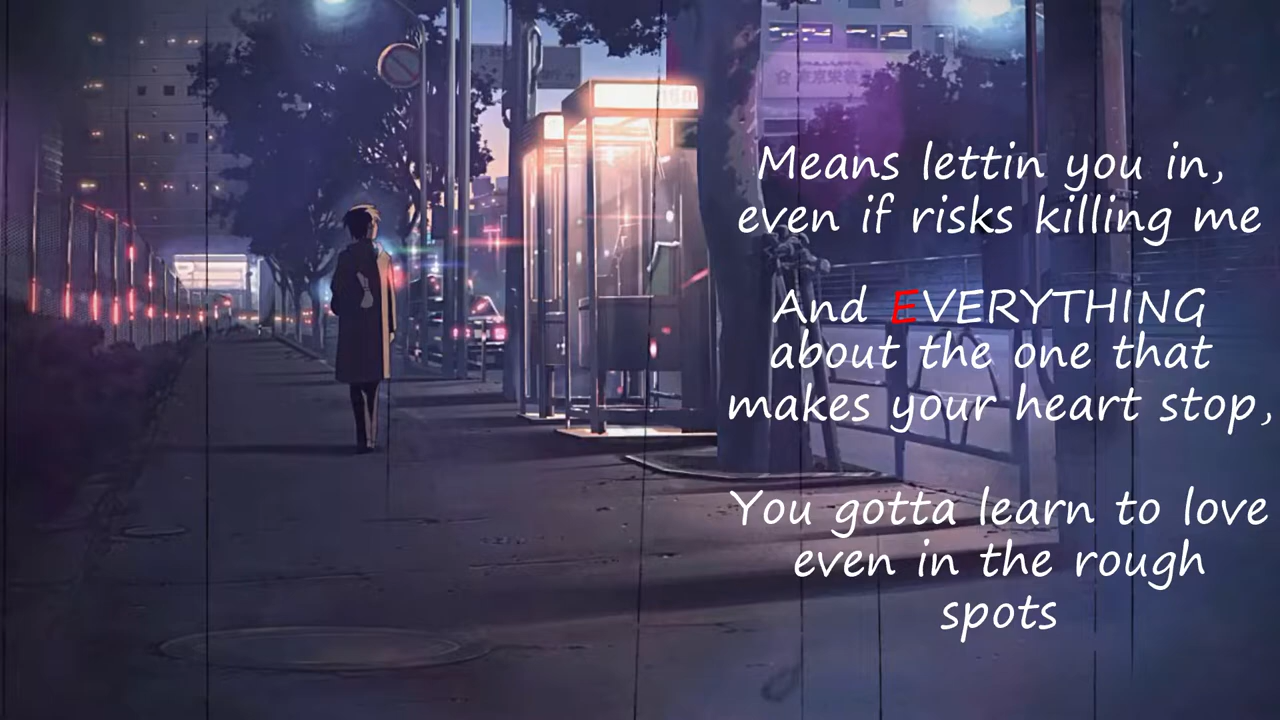 Means lettin you in,
even if risks killing me
And EVERYTHING
about the one that
makes your heart stop,
You gotta learn to love
even in the rough
spots